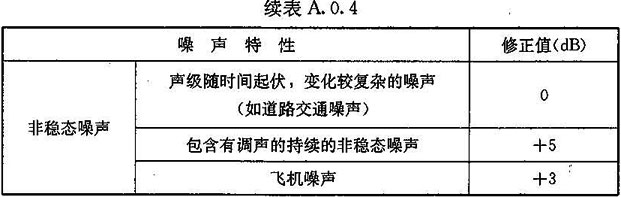 续表 A.0.4
噪 声 特 性 修正值(dB)
非稳态噪声
声级随时间起伏，变化较复杂的噪声
(如道路交通噪声)
0
包含有调声的持续的非稳态噪声 +5
飞机噪声 +3